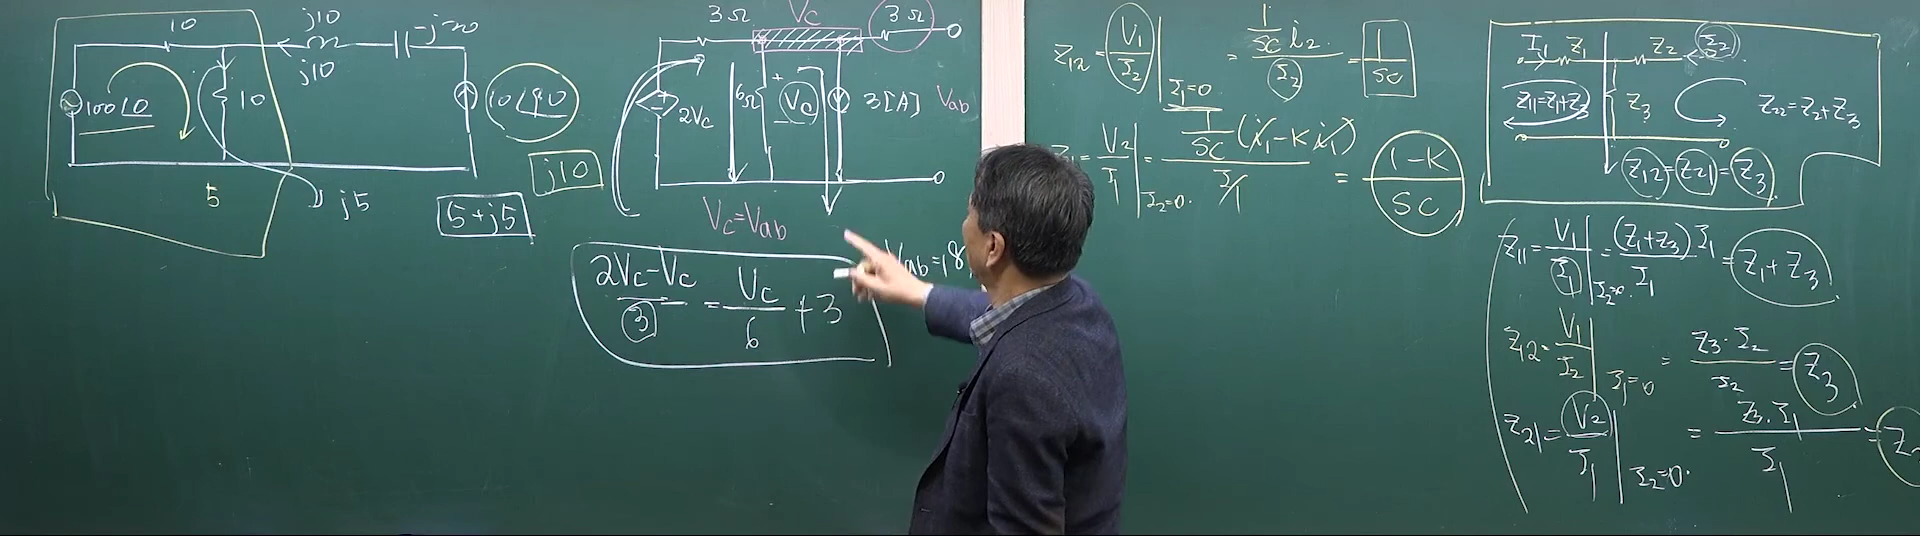 10
j10
-j20
j10
100∠0
10
10∠90
5
j5
j10
5+j5
3Ω
Vc
3Ω
2Vc
6Ω
+
Vc
-
3[A]
Vab
Vc=Vab
(2Vc-Vc)/3 = Vc/6 + 3
Vab=18
Z12 = V1/I2 | I1=0 = (1/SC i2)/I2 = 1/SC
V2/I1 | I2=0. = 1/SC (i1-K i1)/I1 = (1-K)/SC
I1 Z1 Z2 I2
Z11=Z1+Z3 Z3 Z22=Z2+Z3
Z12=Z21=Z3
Z11 = V1/I1 | I2=0. = (Z1+Z3)I1/I1 = Z1+Z3
Z12= V1/I2 | I1=0 = Z3·I2/I2 = Z3
Z21= V2/I1 | I2=0. = Z3·I1/I1 =